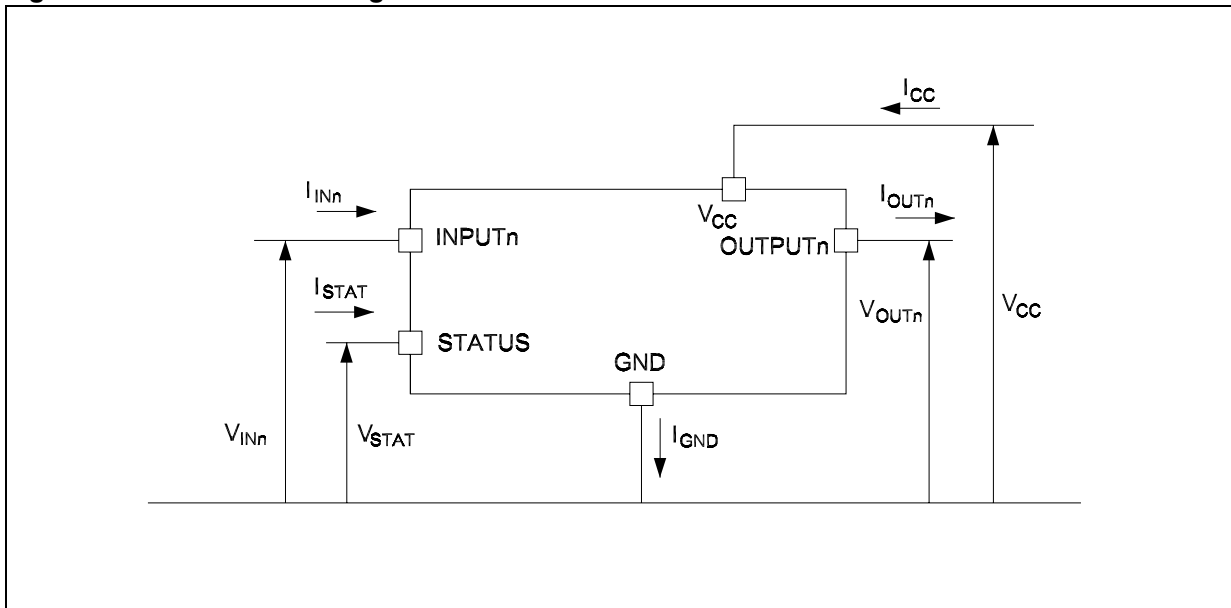 I_CC
I_INn
V_CC
I_OUTn
INPUTn
OUTPUTn
I_STAT
V_OUTn
V_CC
STATUS
GND
V_INn
V_STAT
I_GND